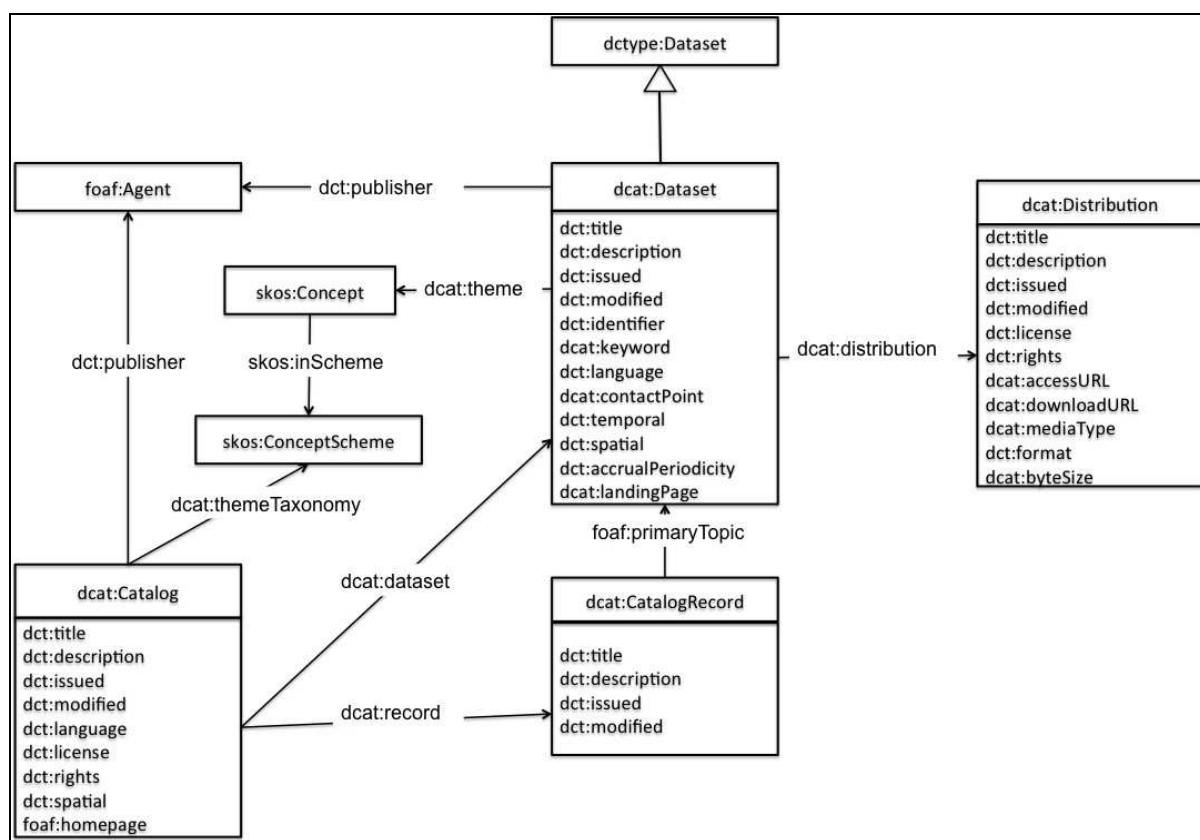 dctype:Dataset
foaf:Agent
dct:publisher
dcat:Dataset
dct:title
dct:description
dct:issued
dct:modified
dct:identifier
dcat:keyword
dct:language
dcat:contactPoint
dct:temporal
dct:spatial
dct:accrualPeriodicity
dcat:landingPage
dcat:Distribution
dct:title
dct:description
dct:issued
dct:modified
dct:license
dct:rights
dcat:accessURL
dcat:downloadURL
dcat:mediaType
dct:format
dcat:byteSize
skos:Concept
dcat:theme
dct:publisher
skos:inScheme
dcat:distribution
skos:ConceptScheme
dcat:themeTaxonomy
foaf:primaryTopic
dcat:Catalog
dct:title
dct:description
dct:issued
dct:modified
dct:language
dct:license
dct:rights
dct:spatial
foaf:homepage
dcat:dataset
dcat:record
dcat:CatalogRecord
dct:title
dct:description
dct:issued
dct:modified